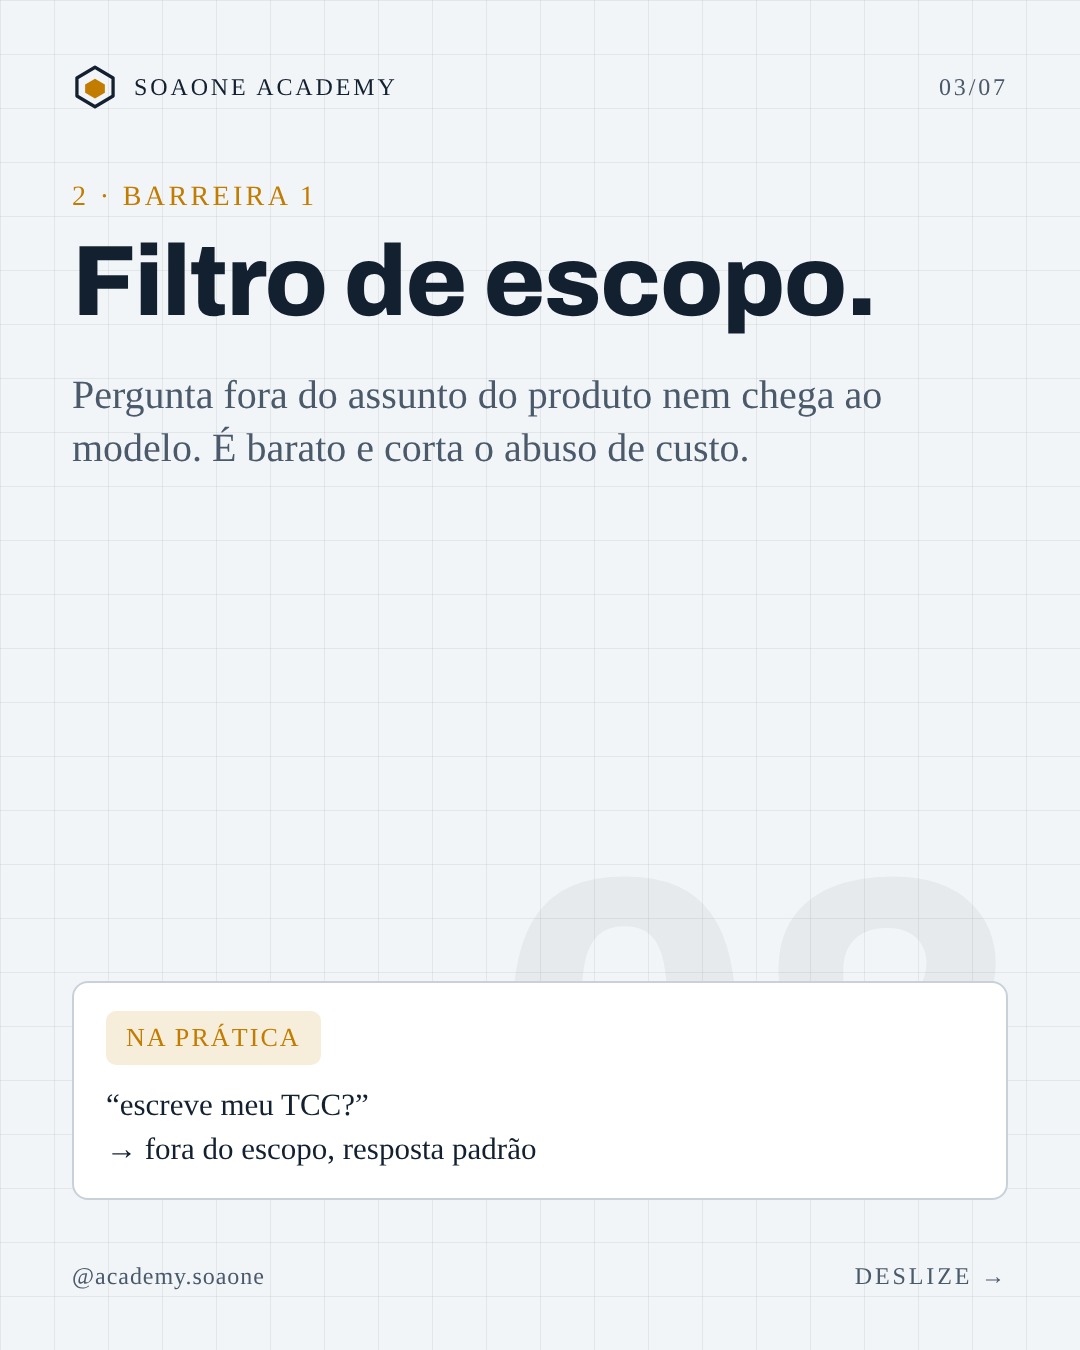 SOAONE ACADEMY
03/07
2 · BARREIRA 1
Filtro de escopo.
Pergunta fora do assunto do produto nem chega ao
modelo. É barato e corta o abuso de custo.
NA PRÁTICA
“escreve meu TCC?”
→ fora do escopo, resposta padrão
@academy.soaone
DESLIZE →